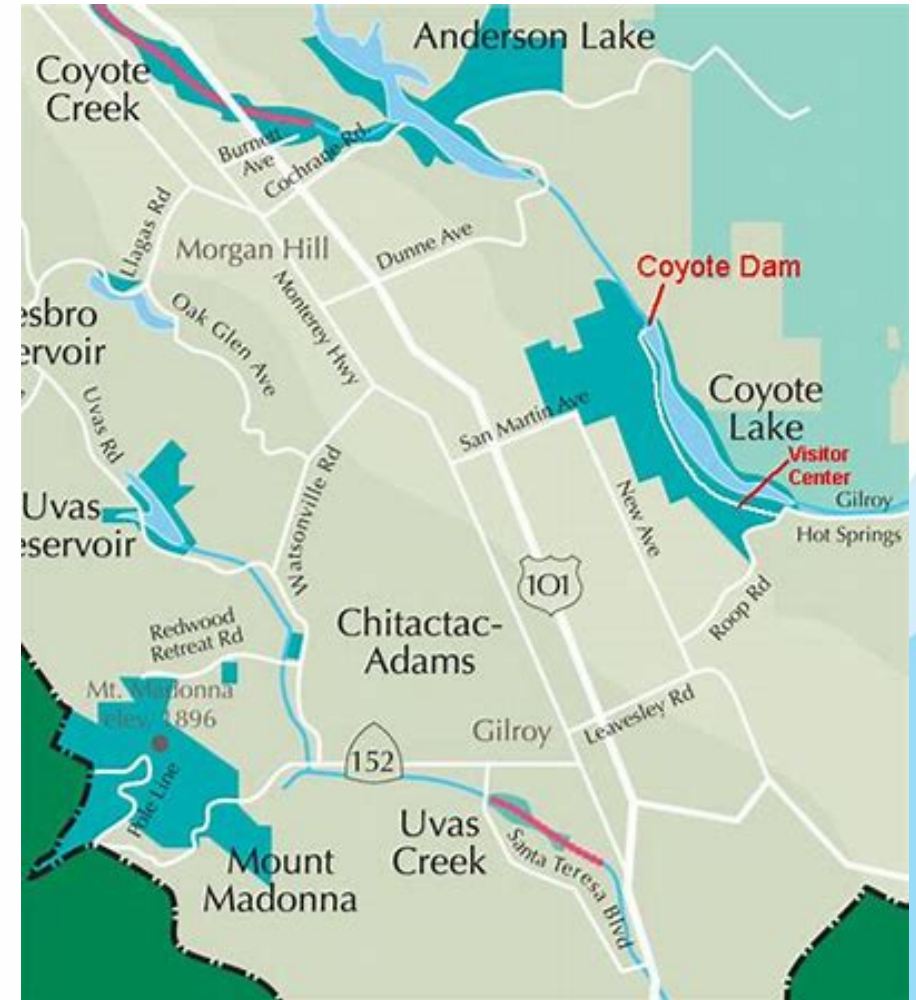 Anderson Lake
Coyote
Creek
Burnett
Ave
Cochrane Rd.
Llagas Rd
Morgan Hill
Dunne Ave
Coyote Dam
Monterey Hwy
esbro
ervoir
Oak Glen Ave
Coyote
Lake
Uvas Rd
San Martin Ave
Visitor
Center
Gilroy
Hot Springs
Uvas
eservoir
Watsonville Rd
New Ave
101
Roop Rd
Redwood
Retreat Rd
Chitactac-
Adams
Mt. Madonna
elev. 1896
Gilroy
Leavesley Rd
152
Pole Line
Uvas
Creek
Santa Teresa Blvd
Mount
Madonna